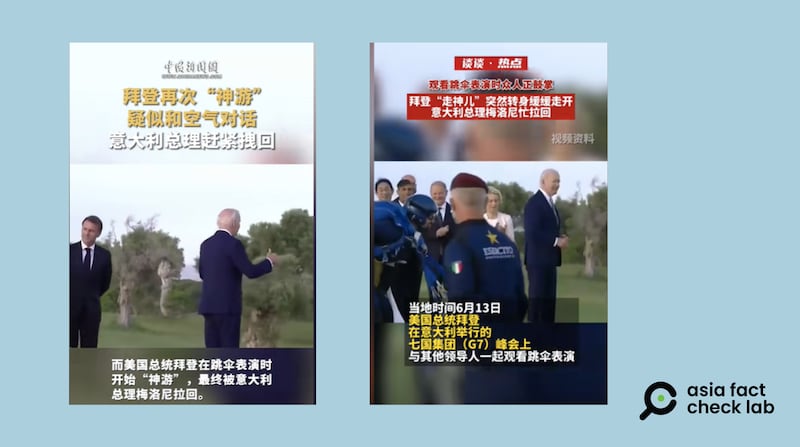 中国新闻网
拜登再次“神游”
疑似和空气对话
意大利总理赶紧拽回
而美国总统拜登在跳伞表演时
开始“神游”，最终被意大利
总理梅洛尼拉回。
谈谈·热点
观看跳伞表演时众人正鼓掌
拜登“走神儿”突然转身缓缓走开
意大利总理梅洛尼忙拉回
视频资料
ESERCITO
当地时间6月13日
美国总统拜登
在意大利举行的
七国集团（G7）峰会上
与其他领导人一起观看跳伞表演
asia fact
check lab